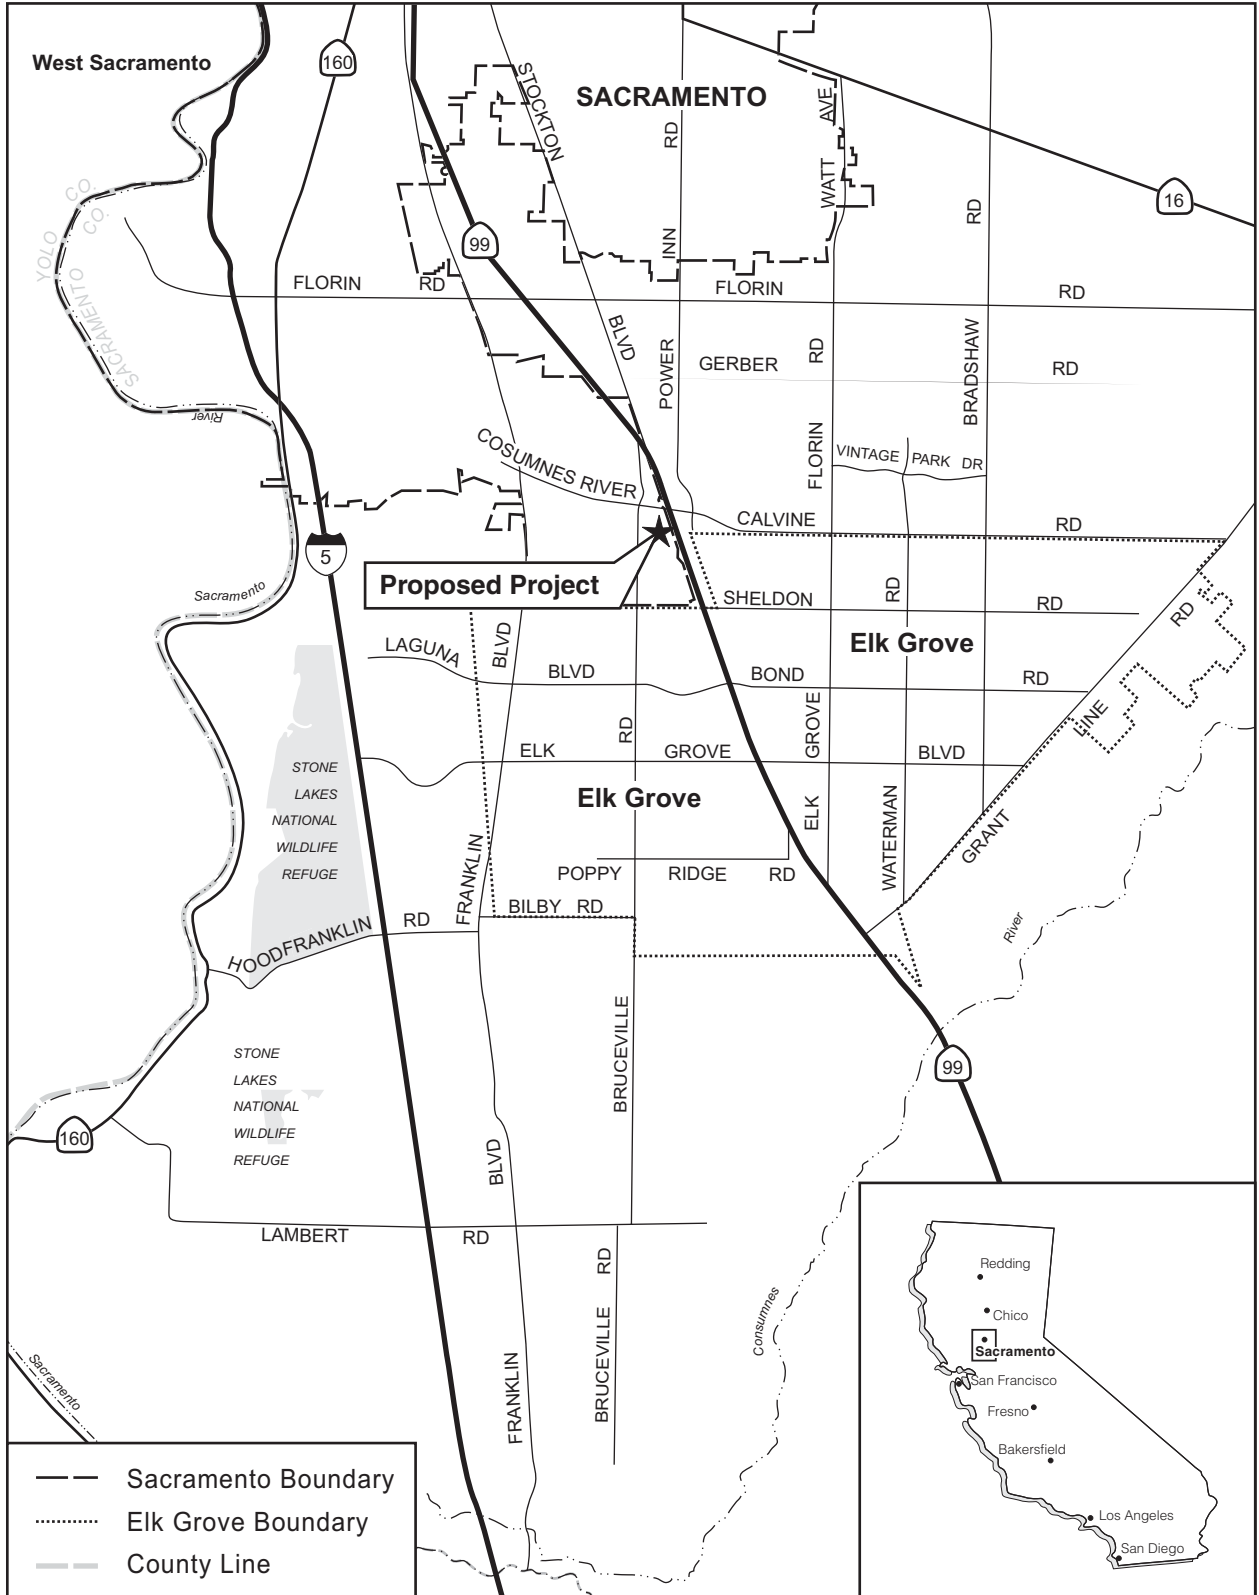 West Sacramento
160
STOCKTON
BLVD
SACRAMENTO
RD
INN
POWER
AVE
WATT
RD
FLORIN
RD
BRADSHAW
16
99
YOLO CO.
SACRAMENTO CO.
FLORIN RD FLORIN RD
GERBER RD
River
COSUMNES RIVER
VINTAGE PARK DR
CALVINE RD
5
Proposed Project
Sacramento
SHELDON RD
RD
Elk Grove
LAGUNA BLVD BOND RD
BLVD
RD
GROVE
ELK
LINE
RD
GRANT
ELK GROVE BLVD
STONE
LAKES
NATIONAL
WILDLIFE
REFUGE
Elk Grove
WATERMAN
POPPY RIDGE RD
FRANKLIN
BILBY RD
HOODFRANKLIN RD
River
BRUCEVILLE
STONE
LAKES
NATIONAL
WILDLIFE
REFUGE
99
160
BLVD
LAMBERT RD
RD
BRUCEVILLE
FRANKLIN
Consumnes
Sacramento
Redding
Chico
Sacramento
San Francisco
Fresno
Bakersfield
Los Angeles
San Diego
Sacramento Boundary
Elk Grove Boundary
County Line